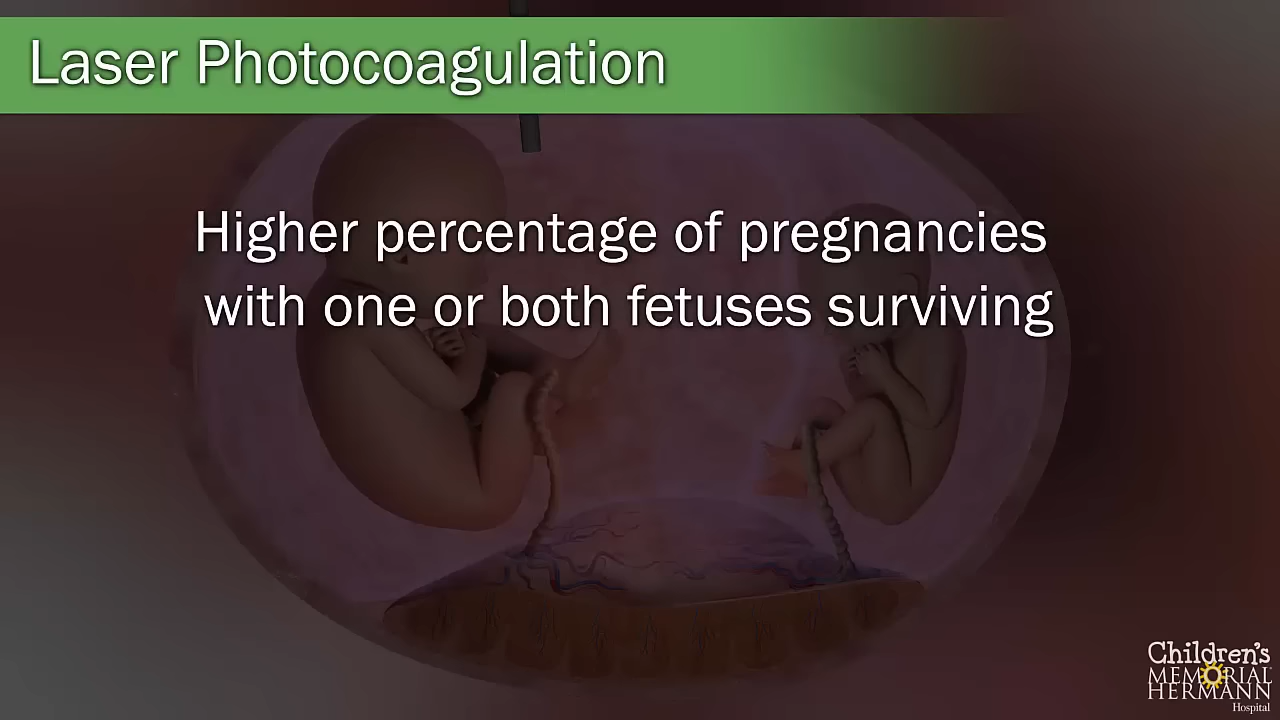 Laser Photocoagulation
Higher percentage of pregnancies
with one or both fetuses surviving
Children's
MEMORIAL
HERMANN
Hospital